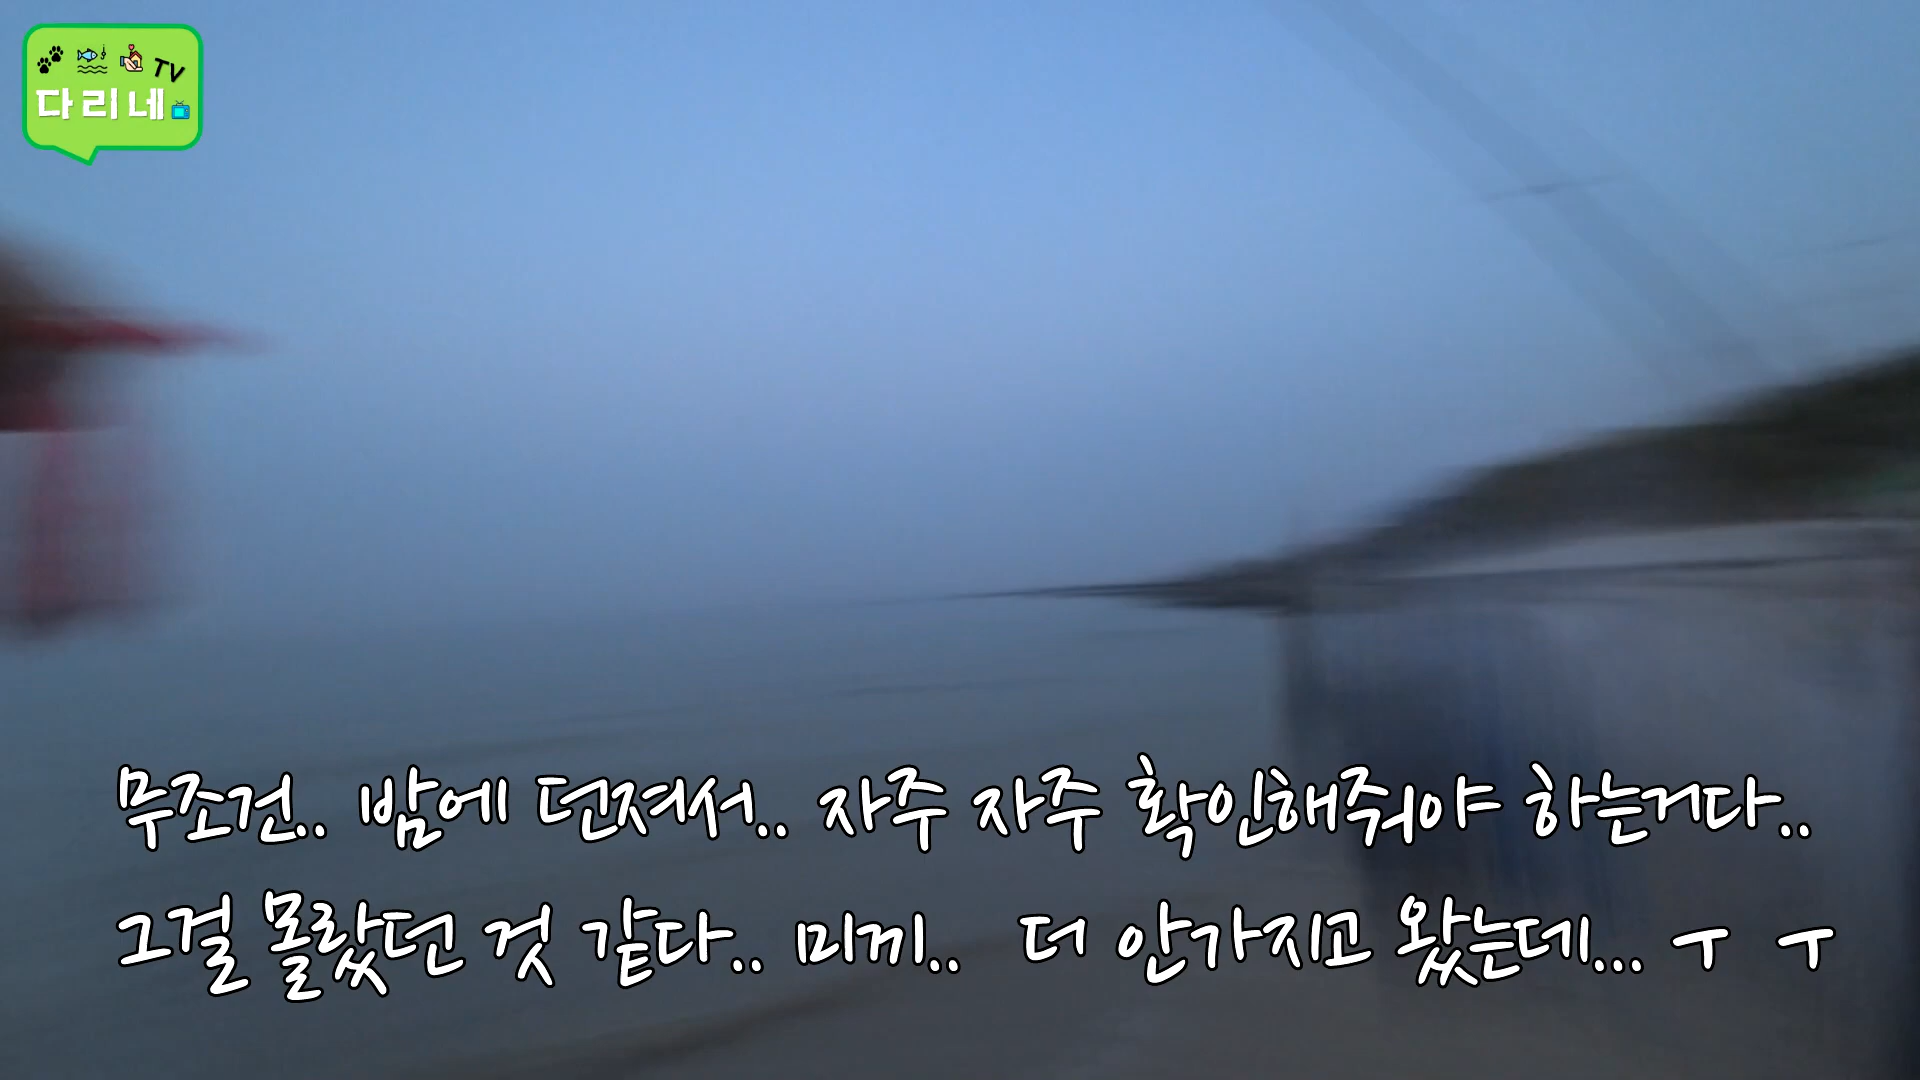 TV
다리네
무조건.. 밤에 던져서.. 자주 자주 확인해줘야 하는거다..
그걸 몰랐던 것 같다.. 미끼.. 더 안가지고 왔는데... ㅜ ㅜ